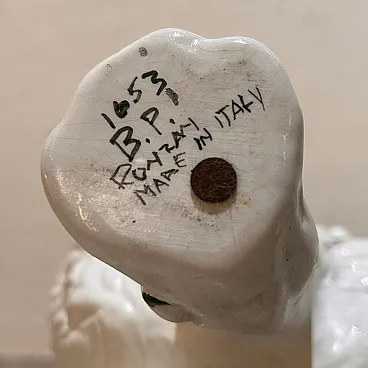 1653
B.P.
RONZAN
MADE IN ITALY